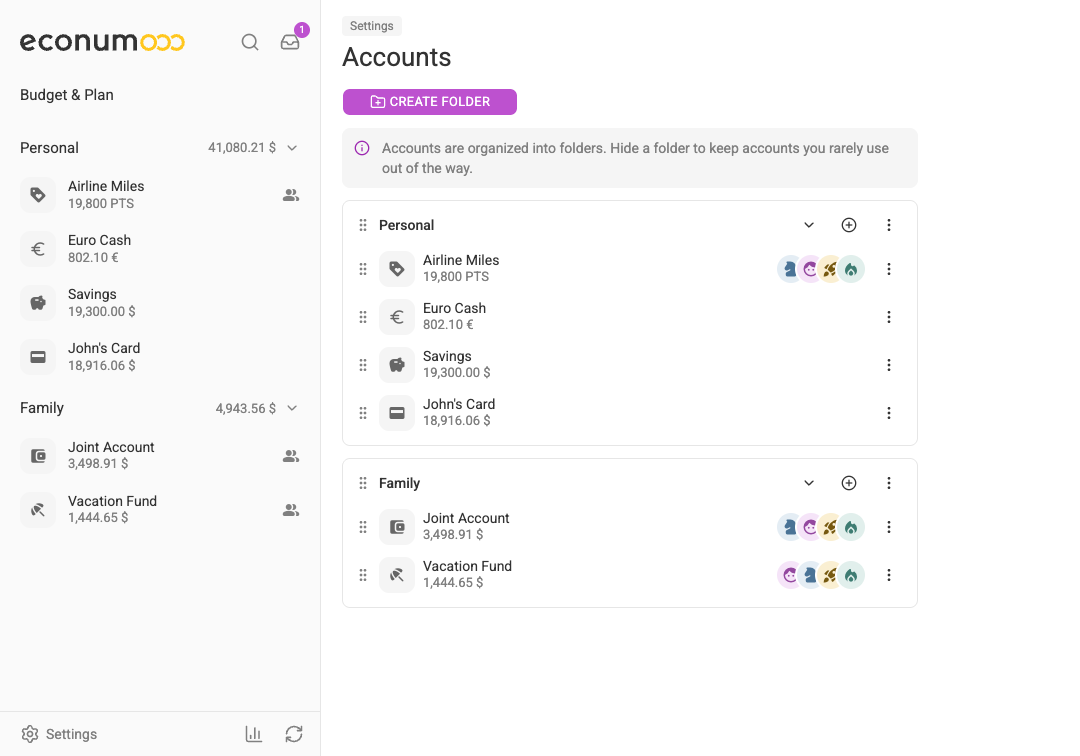 econumo
1
Budget & Plan
Personal 41,080.21 $
Airline Miles
19,800 PTS
Euro Cash
802.10 €
Savings
19,300.00 $
John's Card
18,916.06 $
Family 4,943.56 $
Joint Account
3,498.91 $
Vacation Fund
1,444.65 $
Settings
Settings
Accounts
CREATE FOLDER
Accounts are organized into folders. Hide a folder to keep accounts you rarely use
out of the way.
Personal
Airline Miles
19,800 PTS
Euro Cash
802.10 €
Savings
19,300.00 $
John's Card
18,916.06 $
Family
Joint Account
3,498.91 $
Vacation Fund
1,444.65 $